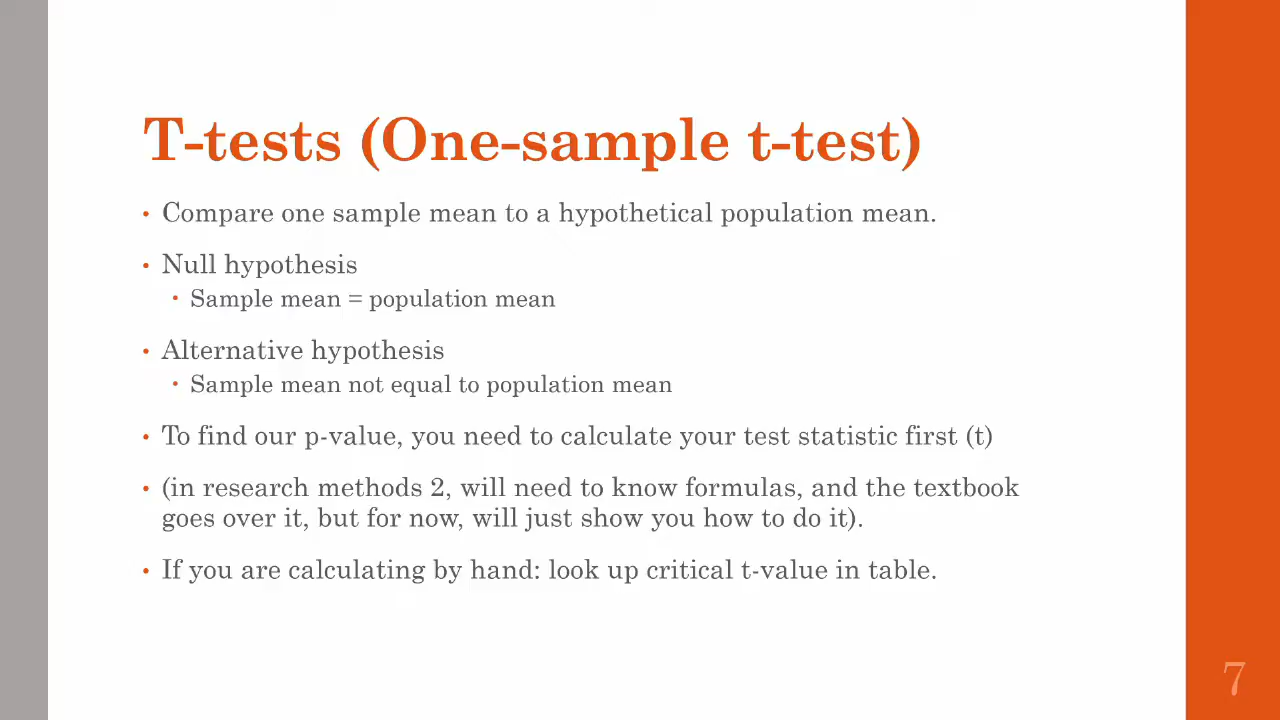 T-tests (One-sample t-test)
• Compare one sample mean to a hypothetical population mean.
• Null hypothesis
• Sample mean = population mean
• Alternative hypothesis
• Sample mean not equal to population mean
• To find our p-value, you need to calculate your test statistic first (t)
• (in research methods 2, will need to know formulas, and the textbook
goes over it, but for now, will just show you how to do it).
• If you are calculating by hand: look up critical t-value in table.
7